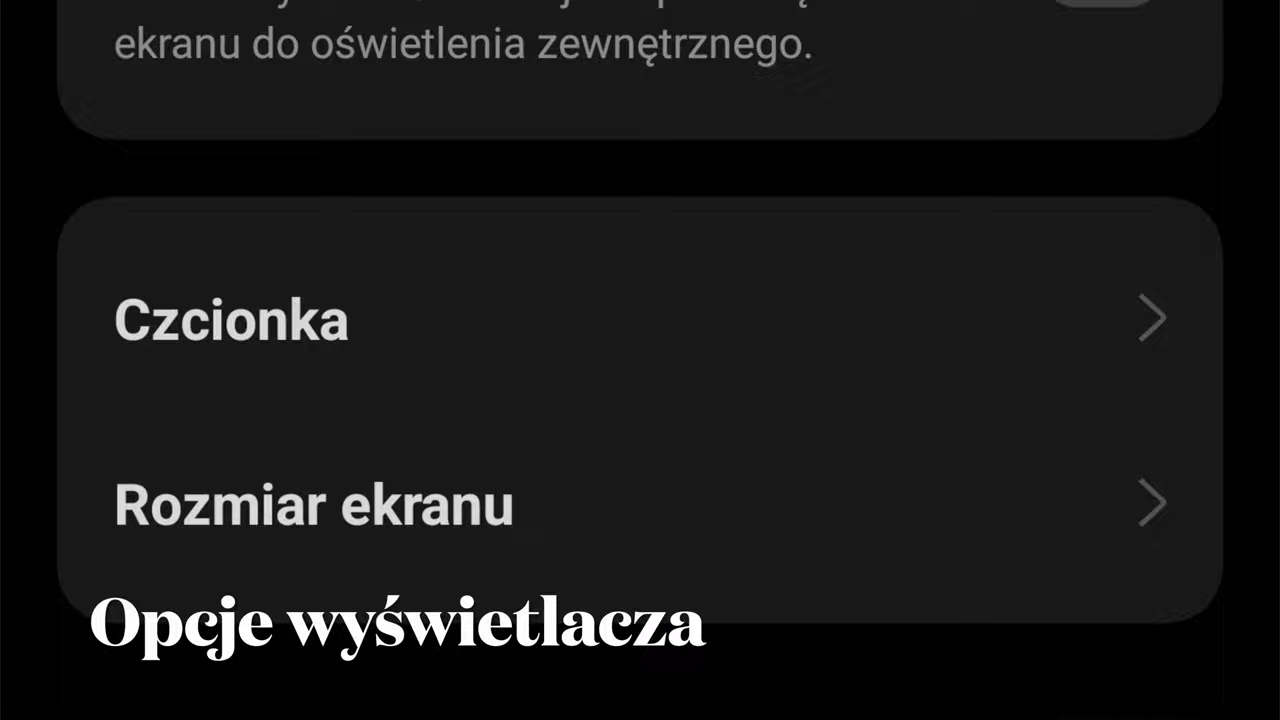 ekranu do oświetlenia zewnętrznego.
Czcionka
Rozmiar ekranu
Opcje wyświetlacza